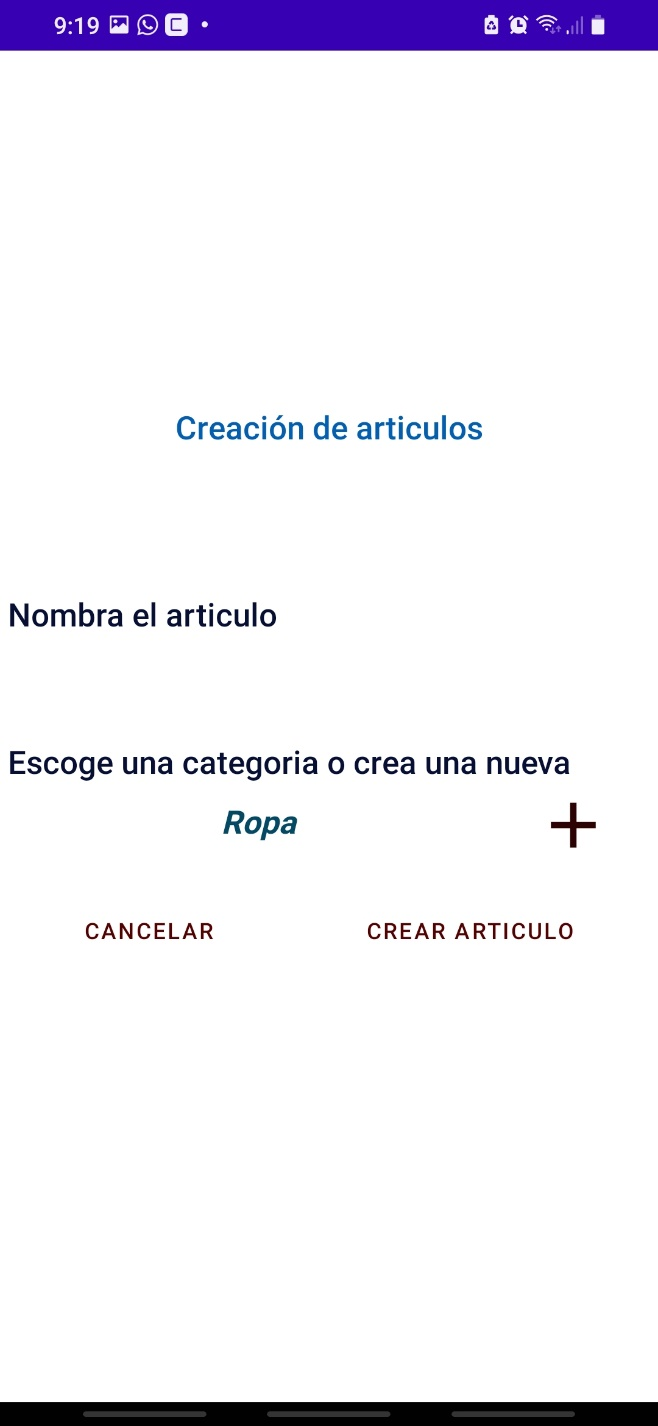 9:19
Creación de articulos
Nombra el articulo
Escoge una categoria o crea una nueva
Ropa
CANCELAR CREAR ARTICULO